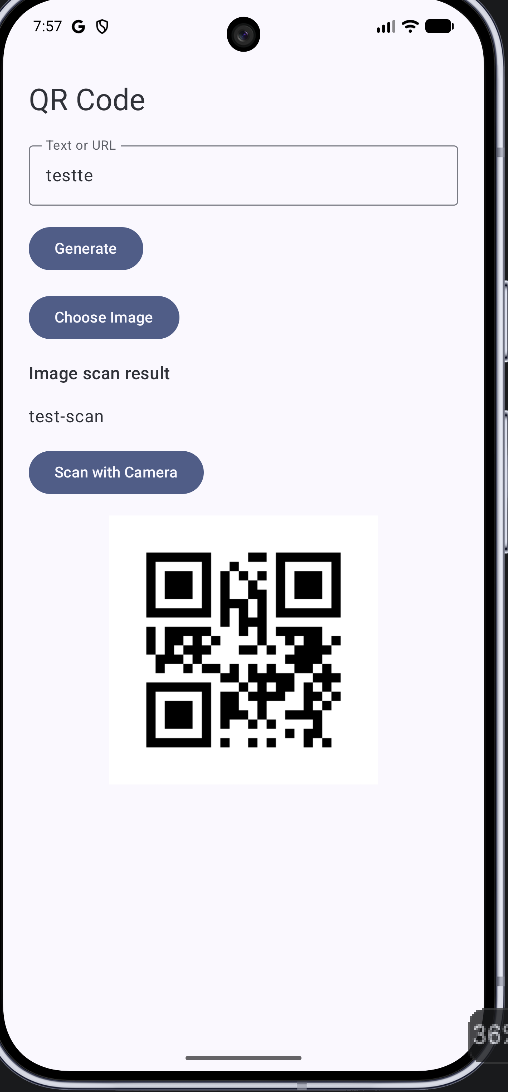 7:57
QR Code
Text or URL
testte
Generate
Choose Image
Image scan result
test-scan
Scan with Camera
36%